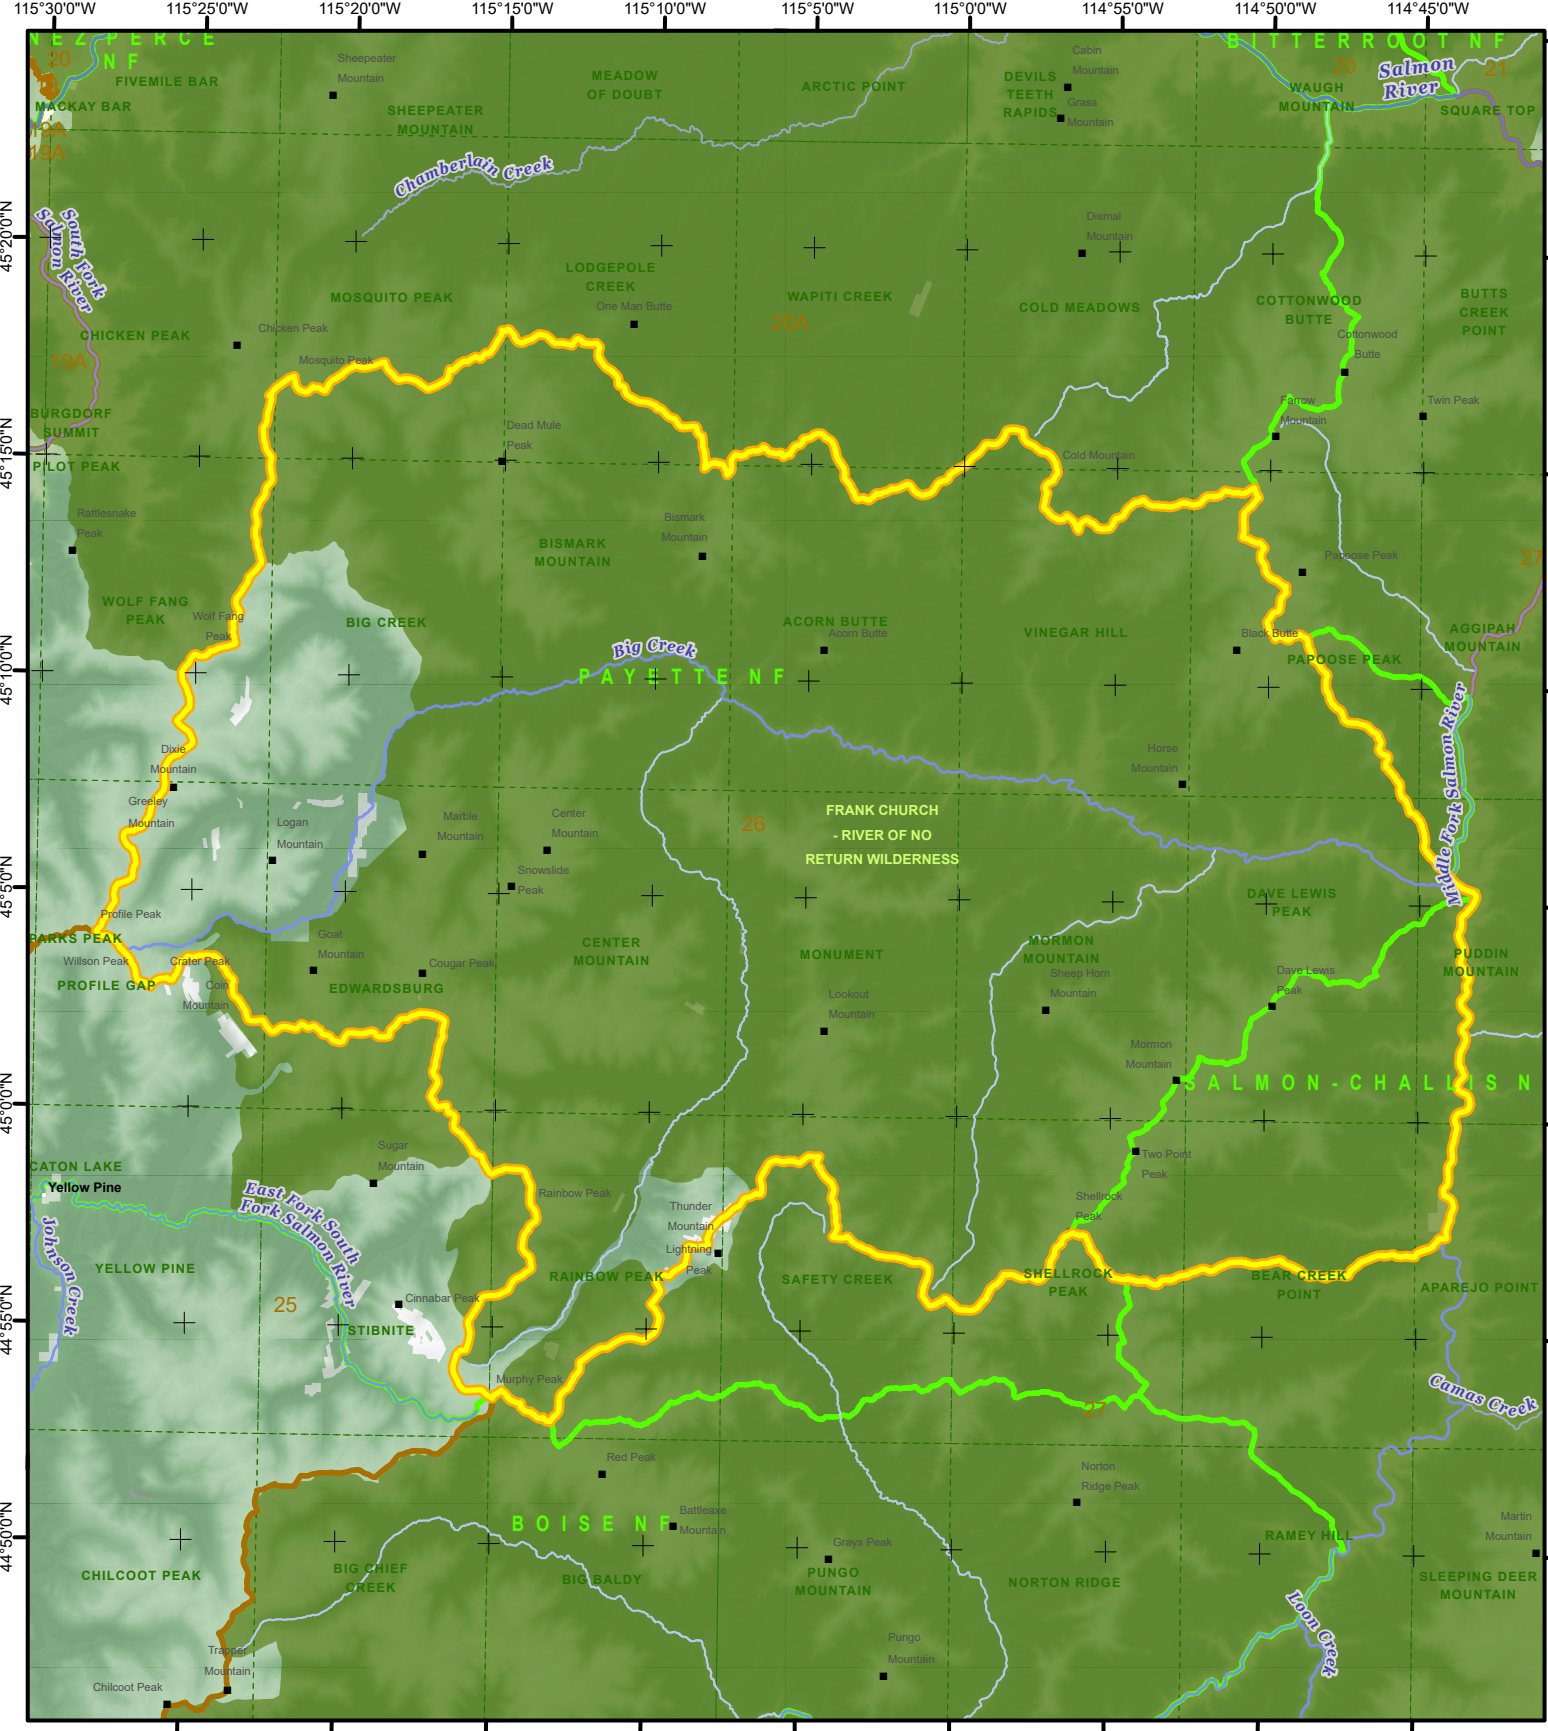 115°30'0"W
115°25'0"W
115°20'0"W
115°15'0"W
115°10'0"W
115°5'0"W
115°0'0"W
114°55'0"W
114°50'0"W
114°45'0"W
NEZ PERCE
NF
20
FIVEMILE BAR
MACKAY BAR
19A
19A
Sheepeater
Mountain
SHEEPEATER
MOUNTAIN
MEADOW
OF DOUBT
ARCTIC POINT
DEVILS
TEETH
RAPIDS
Cabin
Mountain
Grass
Mountain
BITTERROOT NF
20
21
Salmon
River
WAUGH
MOUNTAIN
SQUARE TOP
Chamberlain Creek
45°20'0"N
South Fork
Salmon River
Dismal
Mountain
LODGEPOLE
CREEK
MOSQUITO PEAK
One Man Butte
WAPITI CREEK
20A
COLD MEADOWS
COTTONWOOD
BUTTE
BUTTS
CREEK
POINT
Cottonwood
Butte
CHICKEN PEAK
Chicken Peak
Mosquito Peak
19A
BURGDORF
SUMMIT
Farrow
Mountain
Twin Peak
Dead Mule
Peak
45°15'0"N
PILOT PEAK
Cold Mountain
Rattlesnake
Peak
Bismark
Mountain
BISMARK
MOUNTAIN
Papoose Peak
27
WOLF FANG
PEAK
Wolf Fang
Peak
BIG CREEK
ACORN BUTTE
Acorn Butte
VINEGAR HILL
Black Butte
AGGIPAH
MOUNTAIN
PAPOOSE PEAK
Big Creek
45°10'0"N
PAYETTE NF
Middle Fork Salmon River
Dixie
Mountain
Horse
Mountain
Greeley
Mountain
Logan
Mountain
Marble
Mountain
Center
Mountain
26
FRANK CHURCH
- RIVER OF NO
RETURN WILDERNESS
Snowslide
Peak
45°5'0"N
DAVE LEWIS
PEAK
Profile Peak
PARKS PEAK
Willson Peak
Crater Peak
PROFILE GAP
Coin
Mountain
Goat
Mountain
Cougar Peak
EDWARDSBURG
CENTER
MOUNTAIN
MONUMENT
MORMON
MOUNTAIN
Sheep Horn
Mountain
Dave Lewis
Peak
PUDDIN
MOUNTAIN
Lookout
Mountain
Mormon
Mountain
SALMON-CHALLIS N
45°0'0"N
CATON LAKE
Yellow Pine
Sugar
Mountain
Two Point
Peak
East Fork South
Fork Salmon River
Rainbow Peak
Thunder
Mountain
Shellrock
Peak
Johnson Creek
YELLOW PINE
Lightning
Peak
RAINBOW PEAK
SAFETY CREEK
SHELLROCK
PEAK
BEAR CREEK
POINT
APAREJO POINT
25
Cinnabar Peak
STIBNITE
44°55'0"N
Murphy Peak
Camas Creek
27
Red Peak
Norton
Ridge Peak
Battleaxe
Mountain
BOISE NF
Martin
Mountain
44°50'0"N
RAMEY HILL
Grays Peak
CHILCOOT PEAK
BIG CHIEF
CREEK
BIG BALDY
PUNGO
MOUNTAIN
NORTON RIDGE
SLEEPING DEER
MOUNTAIN
Loon Creek
Trapper
Mountain
Pungo
Mountain
Chilcoot Peak